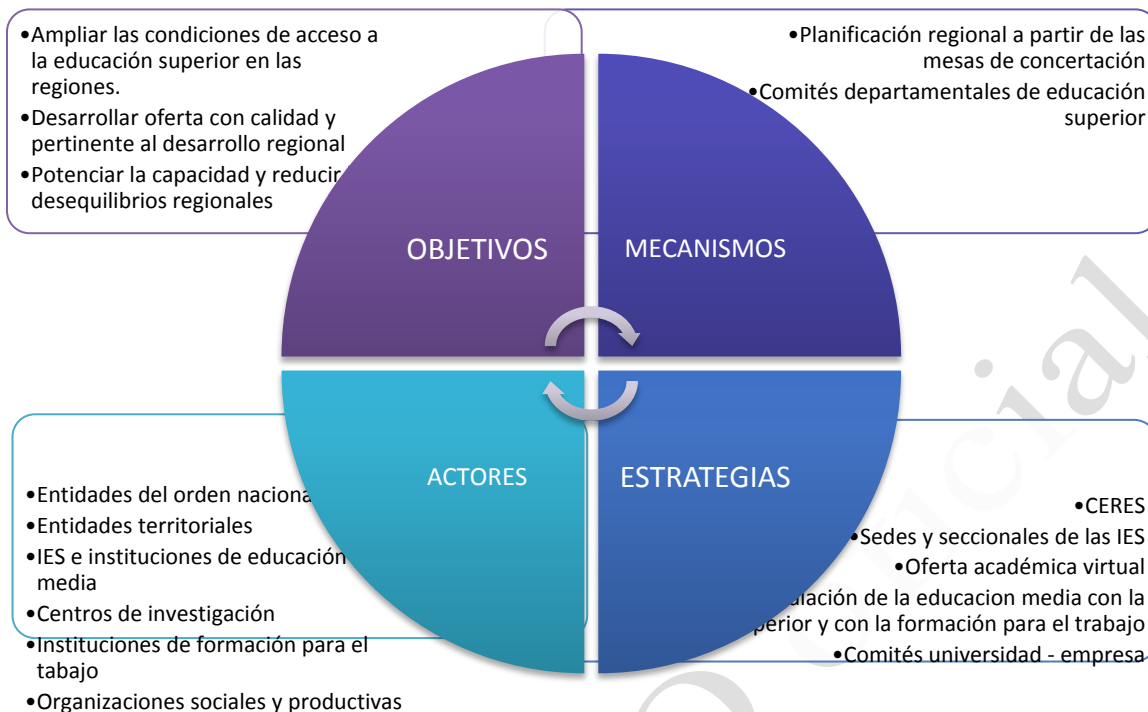 •Ampliar las condiciones de acceso a
la educación superior en las
regiones.
•Desarrollar oferta con calidad y
pertinente al desarrollo regional
•Potenciar la capacidad y reducir
desequilibrios regionales
•Planificación regional a partir de las
mesas de concertación
•Comités departamentales de educación
superior
OBJETIVOS
MECANISMOS
ACTORES
ESTRATEGIAS
•Entidades del orden
•Entidades territoriales
•IES e instituciones de educación
media
•Centros de investigación
•Instituciones de formación para el
tabajo
•Organizaciones sociales y productivas
•CERES
•Sedes y seccionales de las IES
•Oferta académica virtual
de la educacion media con la
y con la formación para el trabajo
•Comités universidad - empresa